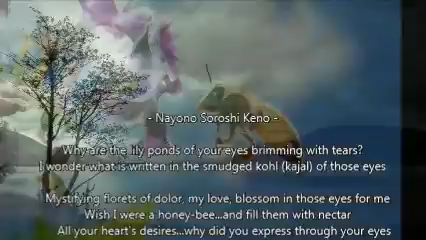 - Nayono Soroshi Keno -
Why are the lily ponds of your eyes brimming with tears?
I wonder what is written in the smudged kohl (kajal) of those eyes
Mystifying florets of dolor, my love, blossom in those eyes for me
Wish I were a honey-bee...and fill them with nectar
All your heart's desires...why did you express through your eyes